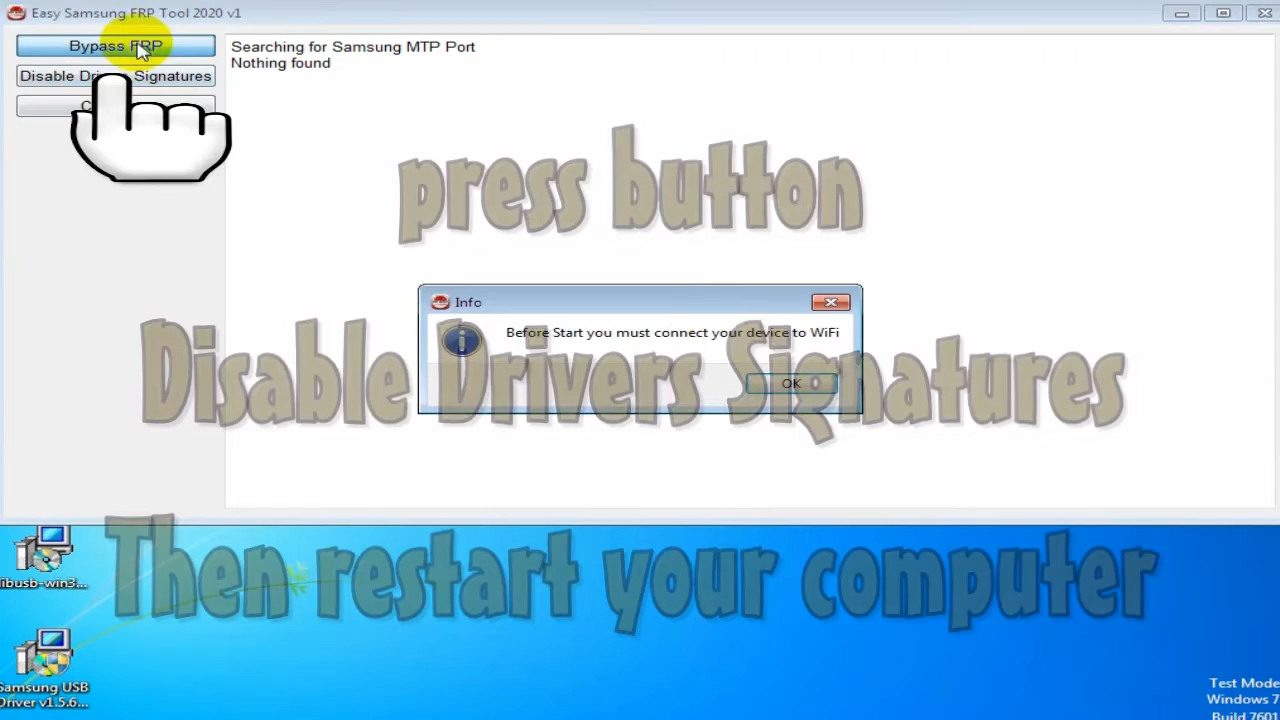 Easy Samsung FRP Tool 2020 v1
Bypass FRP
Searching for Samsung MTP Port
Nothing found
Disable Signatures
press button
Info
Before Start you must connect your device to WiFi
OK
Disable Drivers Signatures
Then restart your computer
libusb-win3...
Samsung USB
Driver v1.5.6...
Test Mode
Windows 7
Build 7601